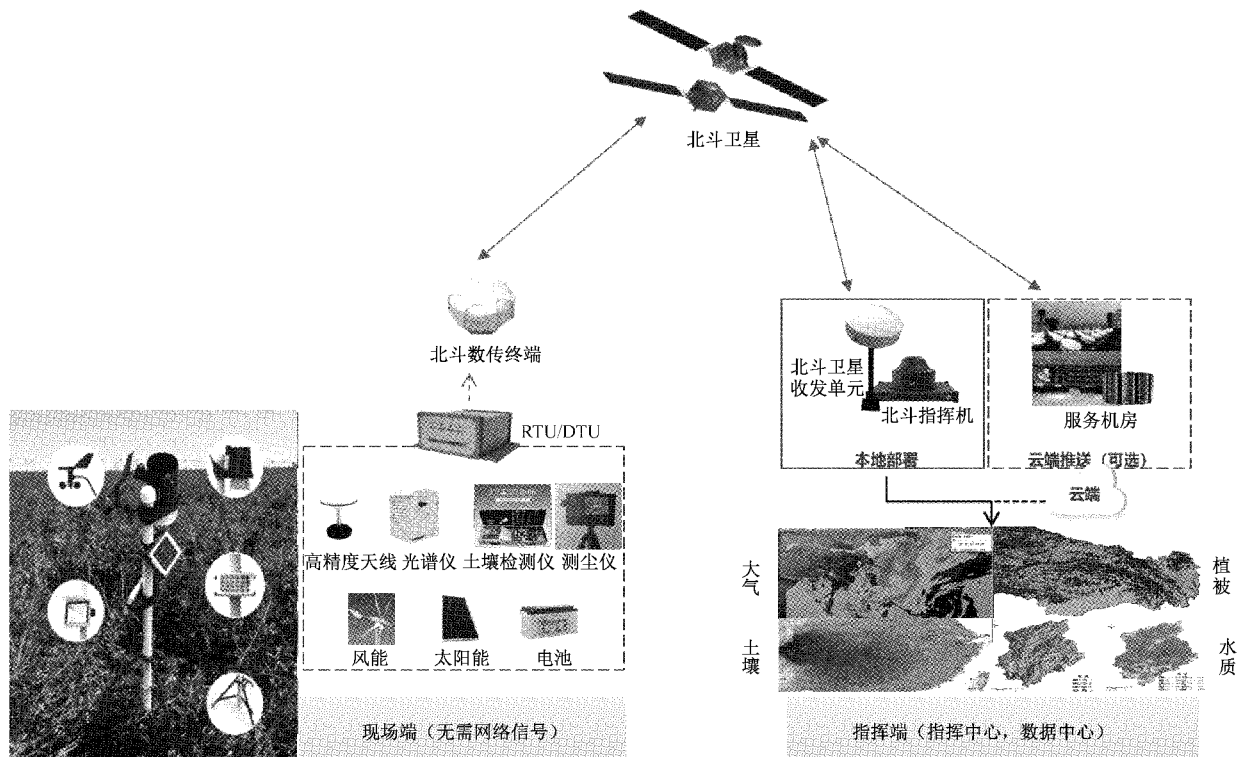 北斗卫星
北斗数传终端
RTU/DTU
高精度天线 光谱仪 土壤检测仪 测尘仪
风能 太阳能 电池
现场端（无需网络信号）
北斗卫星
收发单元
北斗指挥机
本地部署
服务机房
云端推送（可选）
云端
大气
植被
土壤
水质
指挥端（指挥中心，数据中心）